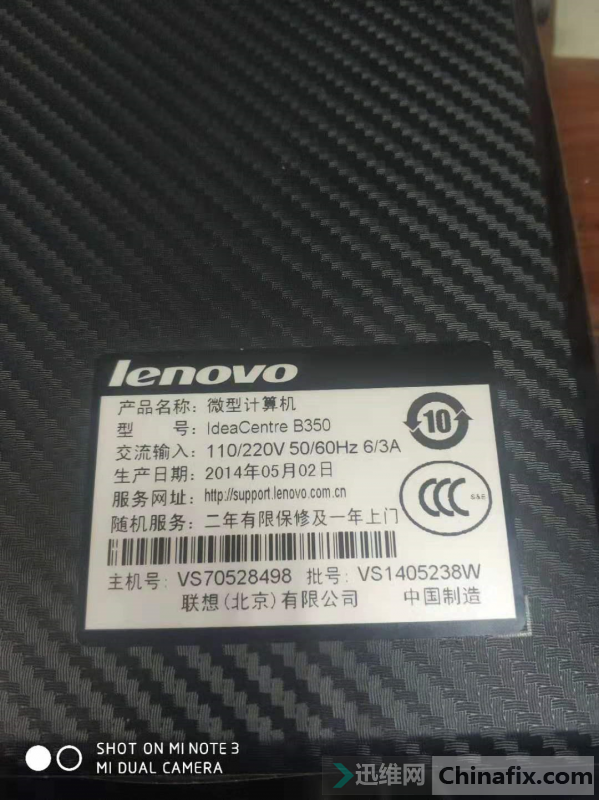 lenovo
产品名称: 微型计算机
型 号: IdeaCentre B350
10
交流输入: 110/220V 50/60Hz 6/3A
生产日期: 2014年05月02日
服务网址: http://support.lenovo.com.cn
CCC S&E
随机服务: 二年有限保修及一年上门
主机号: VS70528498 批号: VS1405238W
联想(北京)有限公司 中国制造
SHOT ON MI NOTE 3
MI DUAL CAMERA
迅维网 Chinafix.com